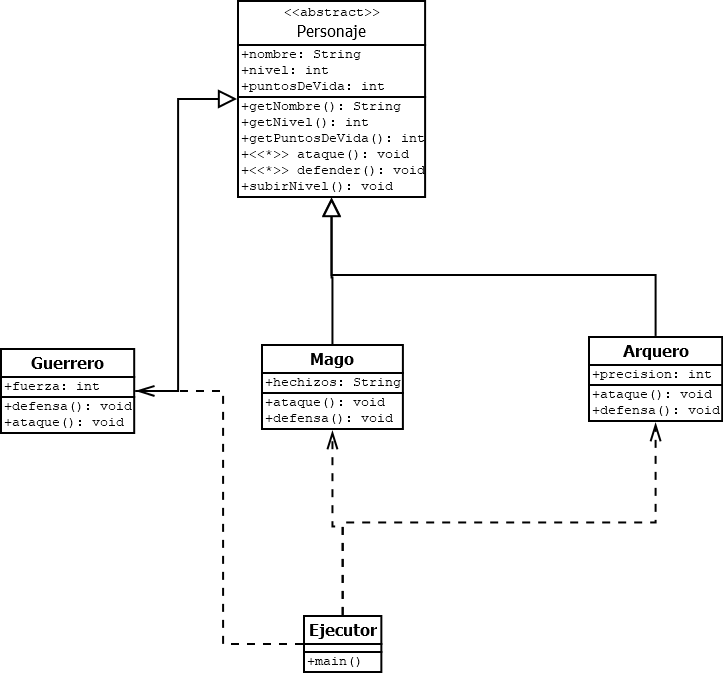 <<abstract>>
Personaje
+nombre: String
+nivel: int
+puntosDeVida: int
+getNombre(): String
+getNivel(): int
+getPuntosDeVida(): int
+<<*>> ataque(): void
+<<*>> defender(): void
+subirNivel(): void
Guerrero
+fuerza: int
+defensa(): void
+ataque(): void
Mago
+hechizos: String
+ataque(): void
+defensa(): void
Arquero
+precision: int
+ataque(): void
+defensa(): void
Ejecutor
+main()